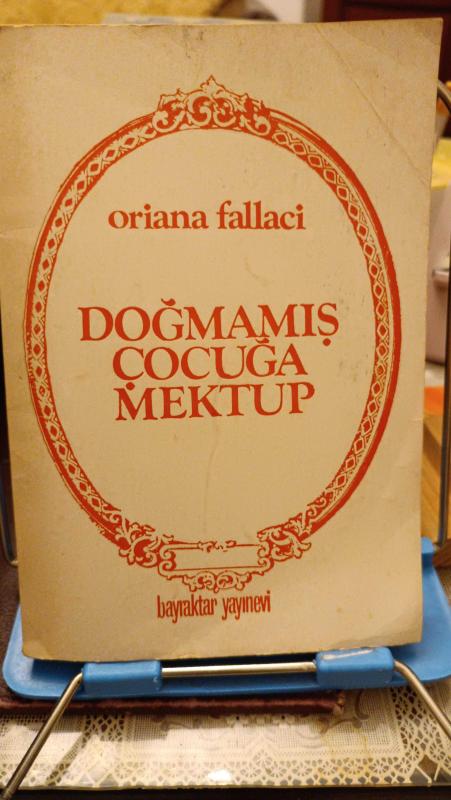 oriana fallaci
DOĞMAMIŞ
ÇOCUĞA
MEKTUP
bayraktar yayınevi